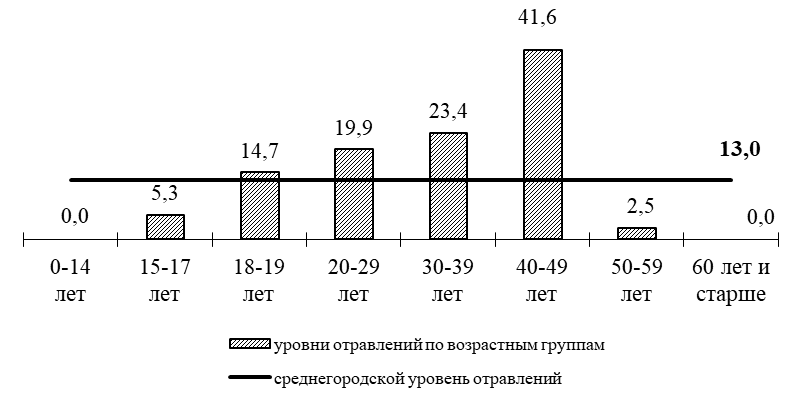 41,6
23,4
19,9
14,7
13,0
5,3
2,5
0,0
0,0
0-14 15-17 18-19 20-29 30-39 40-49 50-59 60 лет и
лет лет лет лет лет лет лет старше
уровни отравлений по возрастным группам
среднегородской уровень отравлений